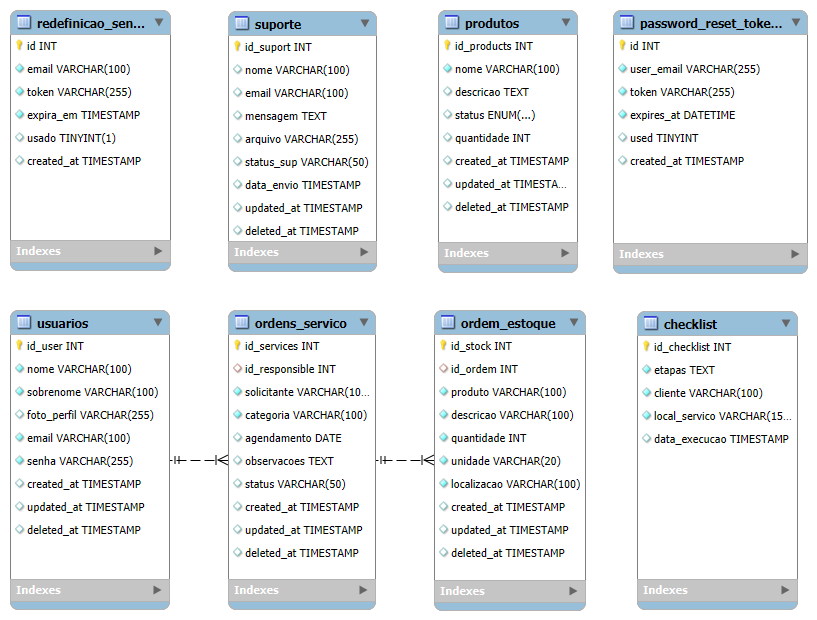 redefinicao_sen...
id INT
email VARCHAR(100)
token VARCHAR(255)
expira_em TIMESTAMP
usado TINYINT(1)
created_at TIMESTAMP
Indexes
suporte
id_suport INT
nome VARCHAR(100)
email VARCHAR(100)
mensagem TEXT
arquivo VARCHAR(255)
status_sup VARCHAR(50)
data_envio TIMESTAMP
updated_at TIMESTAMP
deleted_at TIMESTAMP
Indexes
produtos
id_products INT
nome VARCHAR(100)
descricao TEXT
status ENUM(...)
quantidade INT
created_at TIMESTAMP
updated_at TIMESTA...
deleted_at TIMESTAMP
Indexes
password_reset_toke...
id INT
user_email VARCHAR(255)
token VARCHAR(255)
expires_at DATETIME
used TINYINT
created_at TIMESTAMP
Indexes
usuarios
id_user INT
nome VARCHAR(100)
sobrenome VARCHAR(100)
foto_perfil VARCHAR(255)
email VARCHAR(100)
senha VARCHAR(255)
created_at TIMESTAMP
updated_at TIMESTAMP
deleted_at TIMESTAMP
Indexes
ordens_servico
id_services INT
id_responsible INT
solicitante VARCHAR(10...
categoria VARCHAR(100)
agendamento DATE
observacoes TEXT
status VARCHAR(50)
created_at TIMESTAMP
updated_at TIMESTAMP
deleted_at TIMESTAMP
Indexes
ordem_estoque
id_stock INT
id_ordem INT
produto VARCHAR(100)
descricao VARCHAR(100)
quantidade INT
unidade VARCHAR(20)
localizacao VARCHAR(100)
created_at TIMESTAMP
updated_at TIMESTAMP
deleted_at TIMESTAMP
Indexes
checklist
id_checklist INT
etapas TEXT
cliente VARCHAR(100)
local_servico VARCHAR(15...
data_execucao TIMESTAMP
Indexes